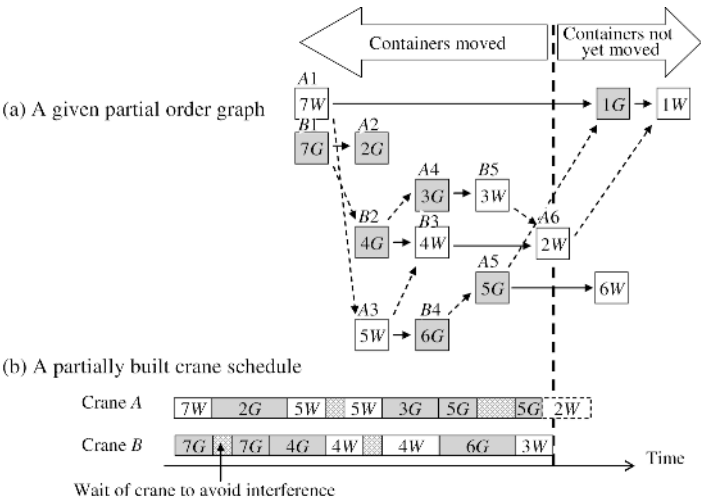 Containers moved
Containers not
yet moved
(a) A given partial order graph
A1
7W
1G
1W
B1
A2
7G
2G
A4
B5
3G
3W
B2
B3
A6
4G
4W
2W
A5
5G
6W
A3
B4
5W
6G
(b) A partially built crane schedule
Crane A
7W 2G 5W 5W 3G 5G 5G 2W
Crane B
7G 7G 4G 4W 4W 6G 3W
Time
Wait of crane to avoid interference